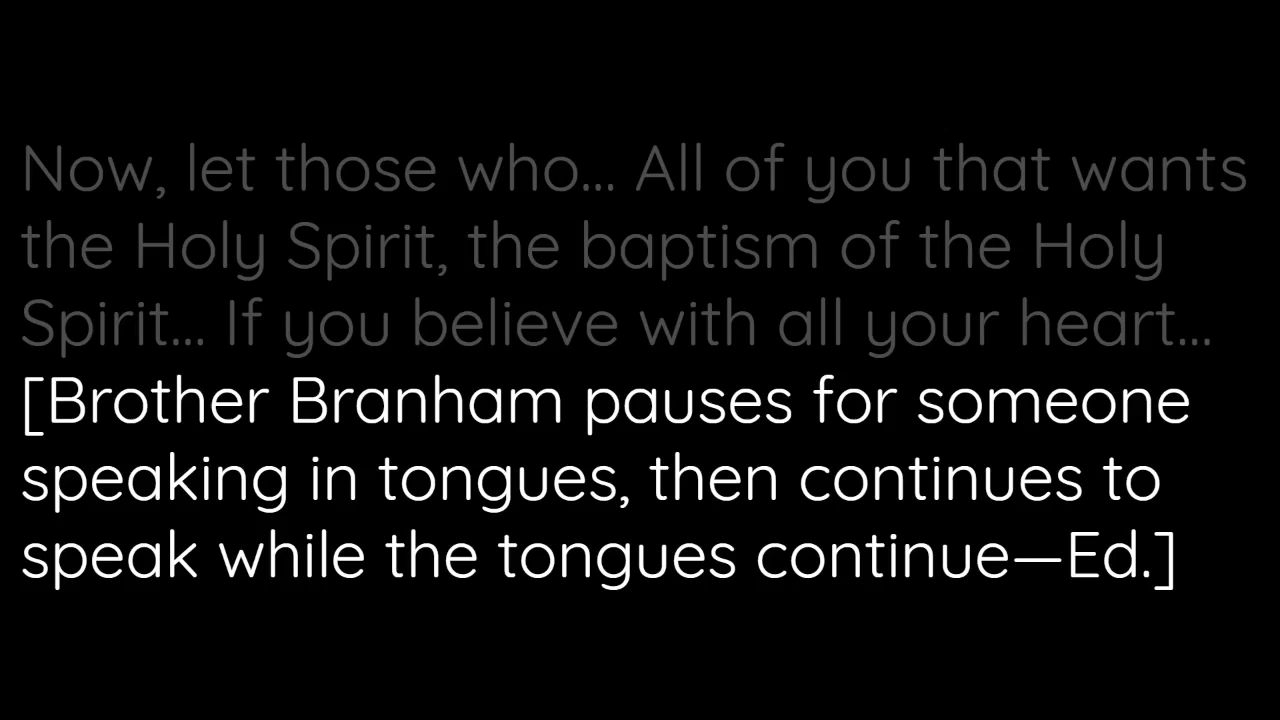 Now, let those who... All of you that wants
the Holy Spirit, the baptism of the Holy
Spirit... If you believe with all your heart...
[Brother Branham pauses for someone
speaking in tongues, then continues to
speak while the tongues continue—Ed.]